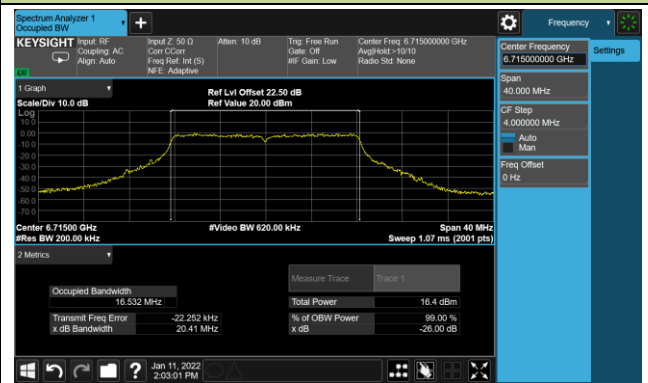 Spectrum Analyzer 1
Occupied BW
+
Frequency
KEYSIGHT
Input: RF
Coupling: AC
Align: Auto
Input Z: 50 Ω
Corr CCorr
Freq Ref: Int (S)
NFE: Adaptive
Atten: 10 dB
Trig: Free Run
Gate: Off
#IF Gain: Low
Center Freq: 6.715000000 GHz
Avg|Hold:>10/10
Radio Std: None
Center Frequency
6.715000000 GHz
Settings
Span
40.000 MHz
CF Step
4.000000 MHz
Auto
Man
Freq Offset
0 Hz
1 Graph
Scale/Div 10.0 dB
Ref Lvl Offset 22.50 dB
Ref Value 20.00 dBm
Log
10.0
0.00
-10.0
-20.0
-30.0
-40.0
-50.0
-60.0
-70.0
Center 6.71500 GHz
#Res BW 200.00 kHz
#Video BW 620.00 kHz
Span 40 MHz
Sweep 1.07 ms (2001 pts)
2 Metrics
Measure Trace
Trace 1
Occupied Bandwidth
16.532 MHz
Total Power
16.4 dBm
Transmit Freq Error
-22.252 kHz
% of OBW Power
99.00 %
x dB Bandwidth
20.41 MHz
x dB
-26.00 dB
?
Jan 11, 2022
2:03:01 PM